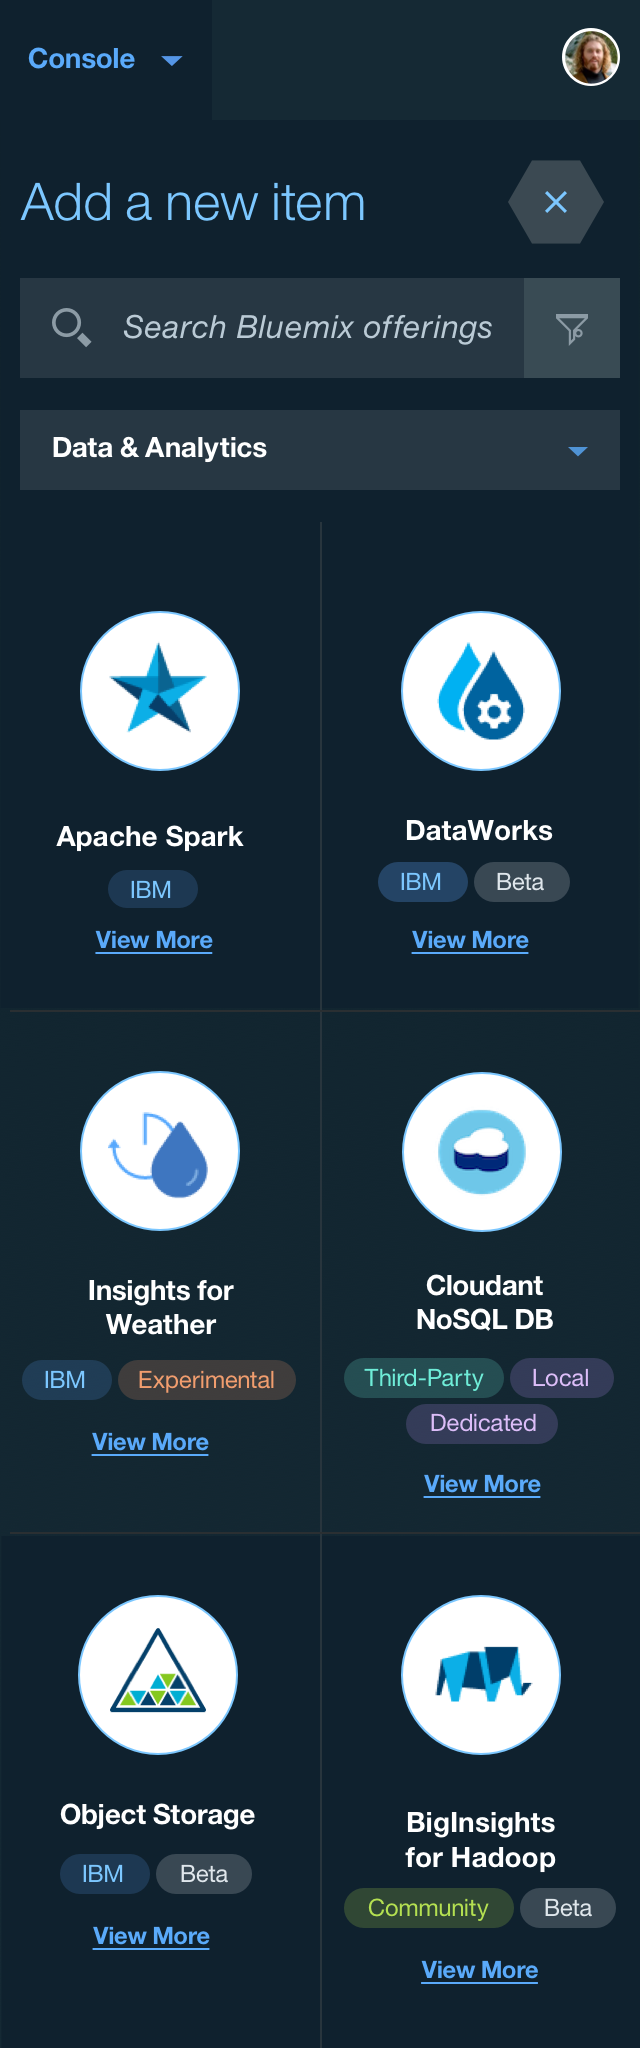 Console
Add a new item
Search Bluemix offerings
Data & Analytics
Apache Spark
IBM
View More
DataWorks
IBM Beta
View More
Insights for
Weather
IBM Experimental
View More
Cloudant
NoSQL DB
Third-Party Local
Dedicated
View More
Object Storage
IBM Beta
View More
BigInsights
for Hadoop
Community Beta
View More